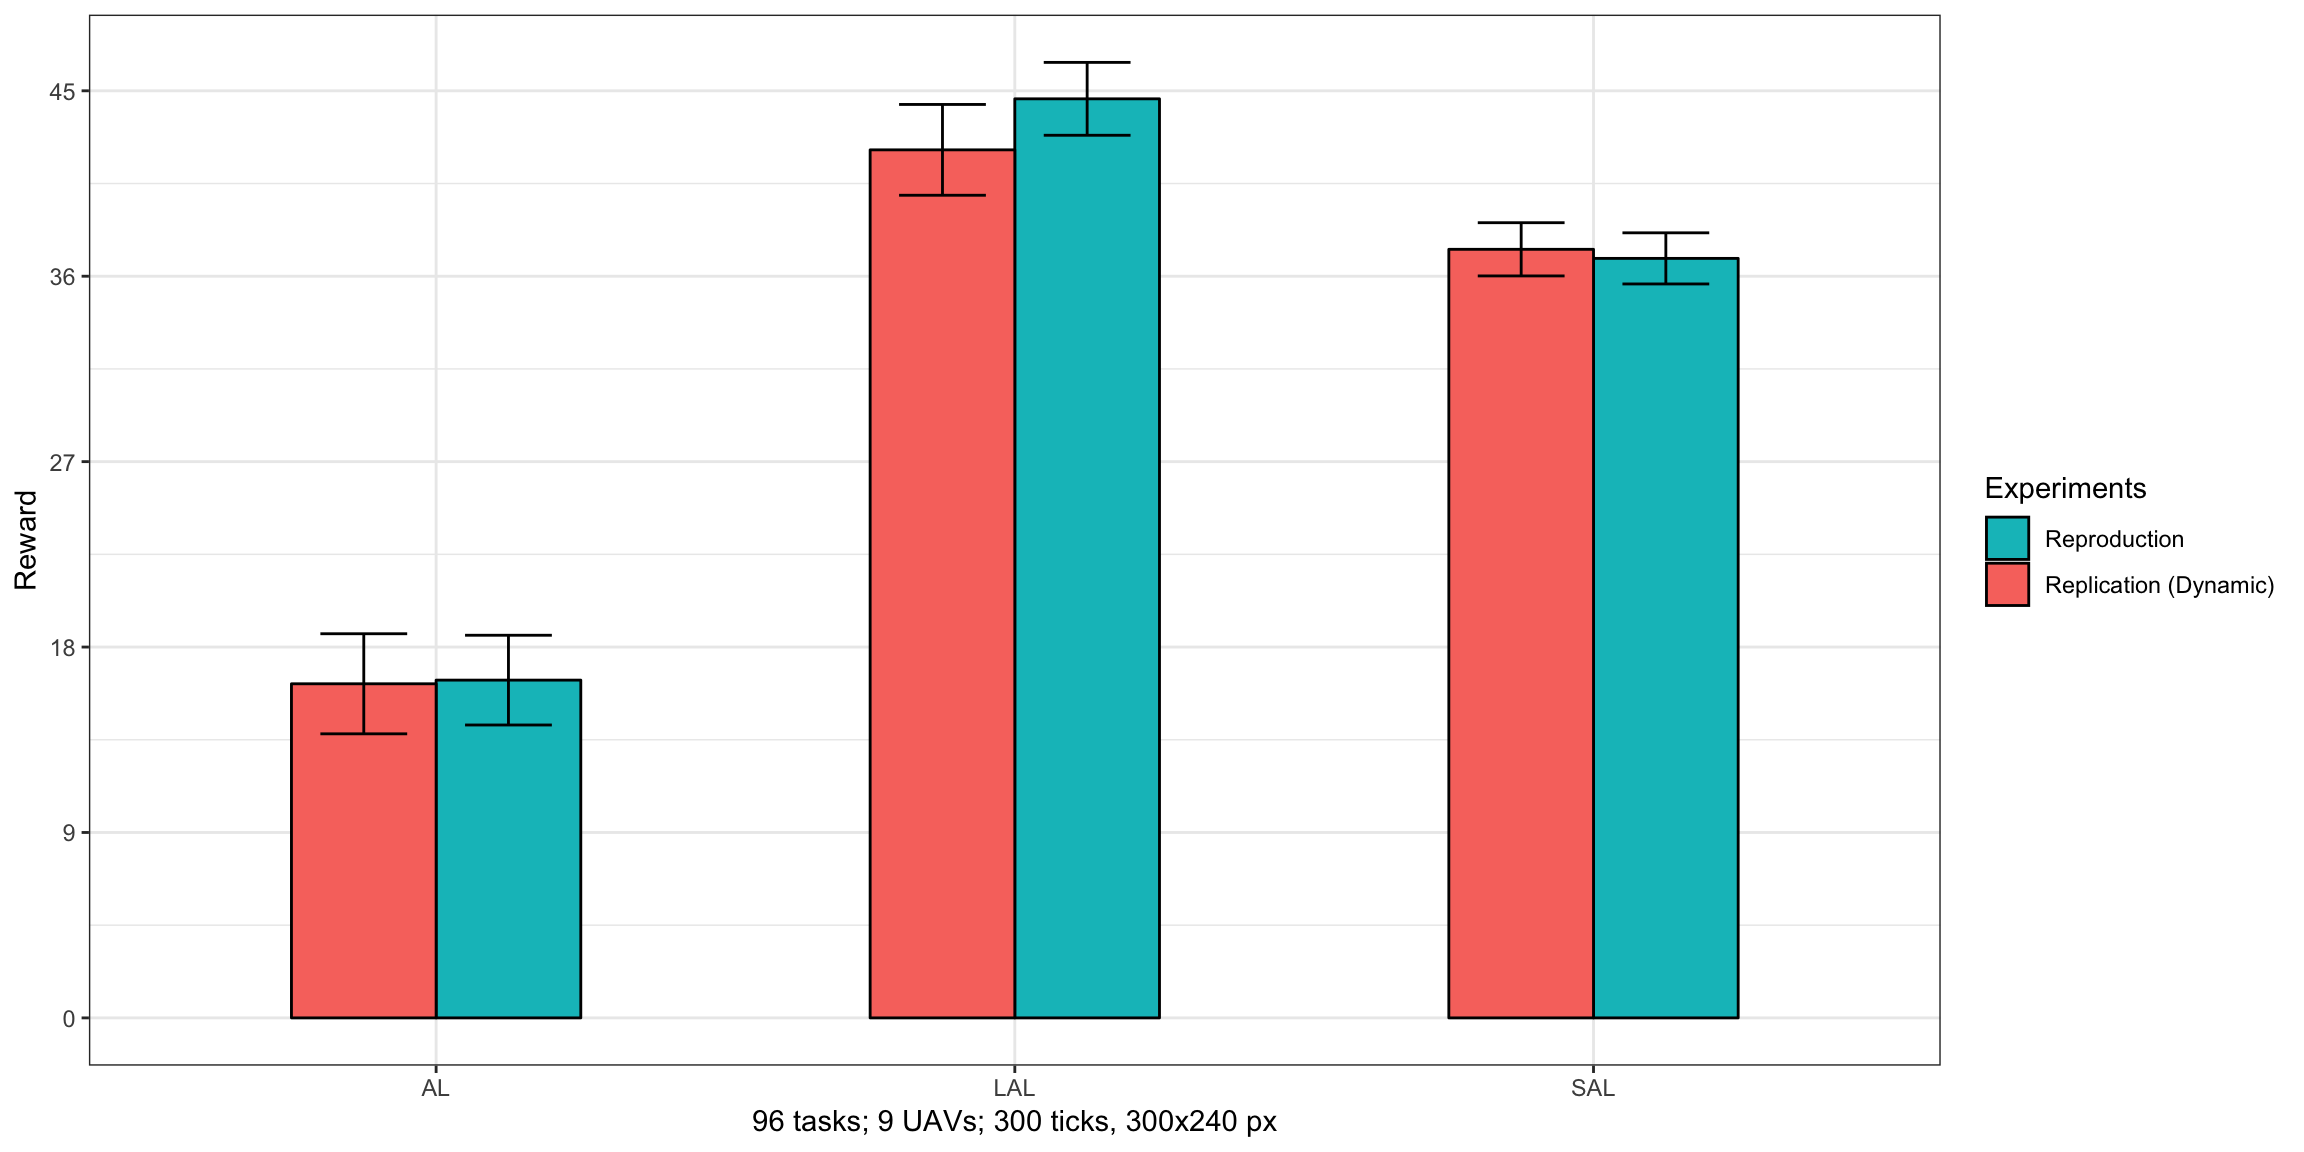 45
36
27
18
9
0
Reward
AL
LAL
SAL
96 tasks; 9 UAVs; 300 ticks, 300x240 px
Experiments
Reproduction
Replication (Dynamic)